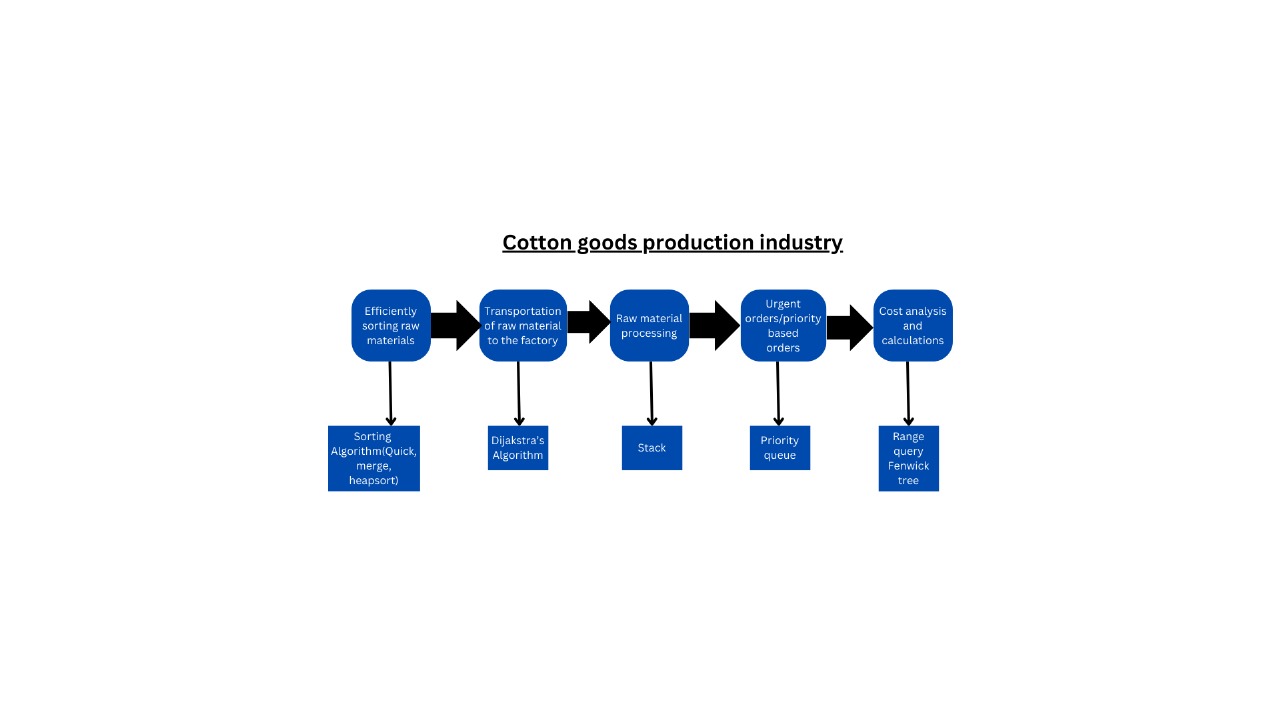 Cotton goods production industry
Efficiently
sorting raw
materials
Transportation
of raw material
to the factory
Raw material
processing
Urgent
orders/priority
based
orders
Cost analysis
and
calculations
Sorting
Algorithm(Quick,
merge,
heapsort)
Dijakstra's
Algorithm
Stack
Priority
queue
Range
query
Fenwick
tree